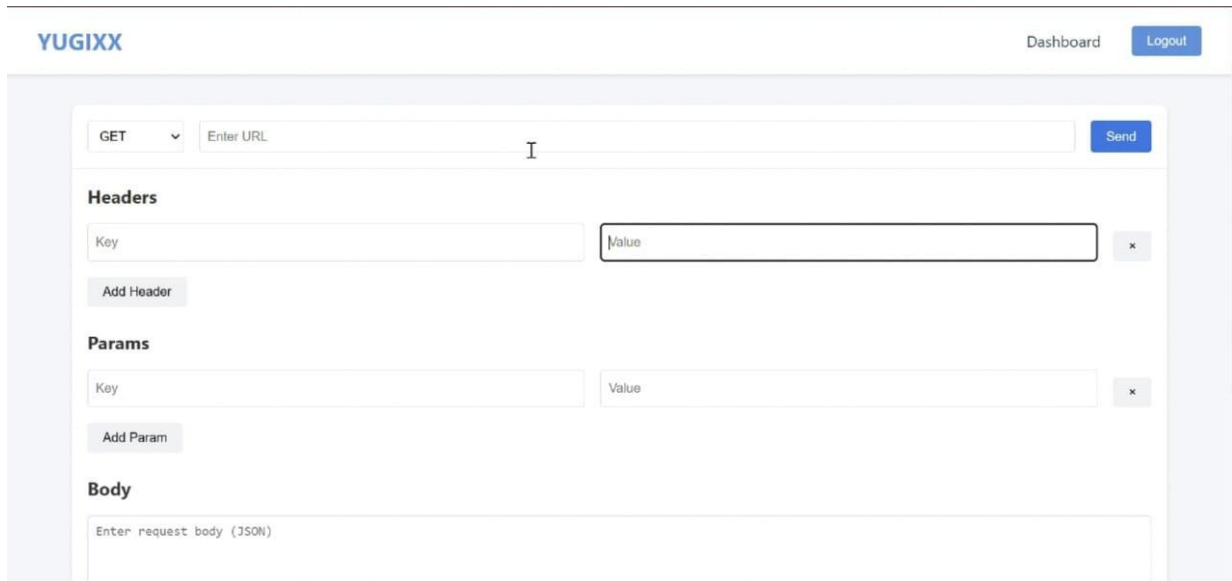 YUGIXX Dashboard Logout
GET Enter URL Send
Headers
Key Value ×
Add Header
Params
Key Value ×
Add Param
Body
Enter request body (JSON)